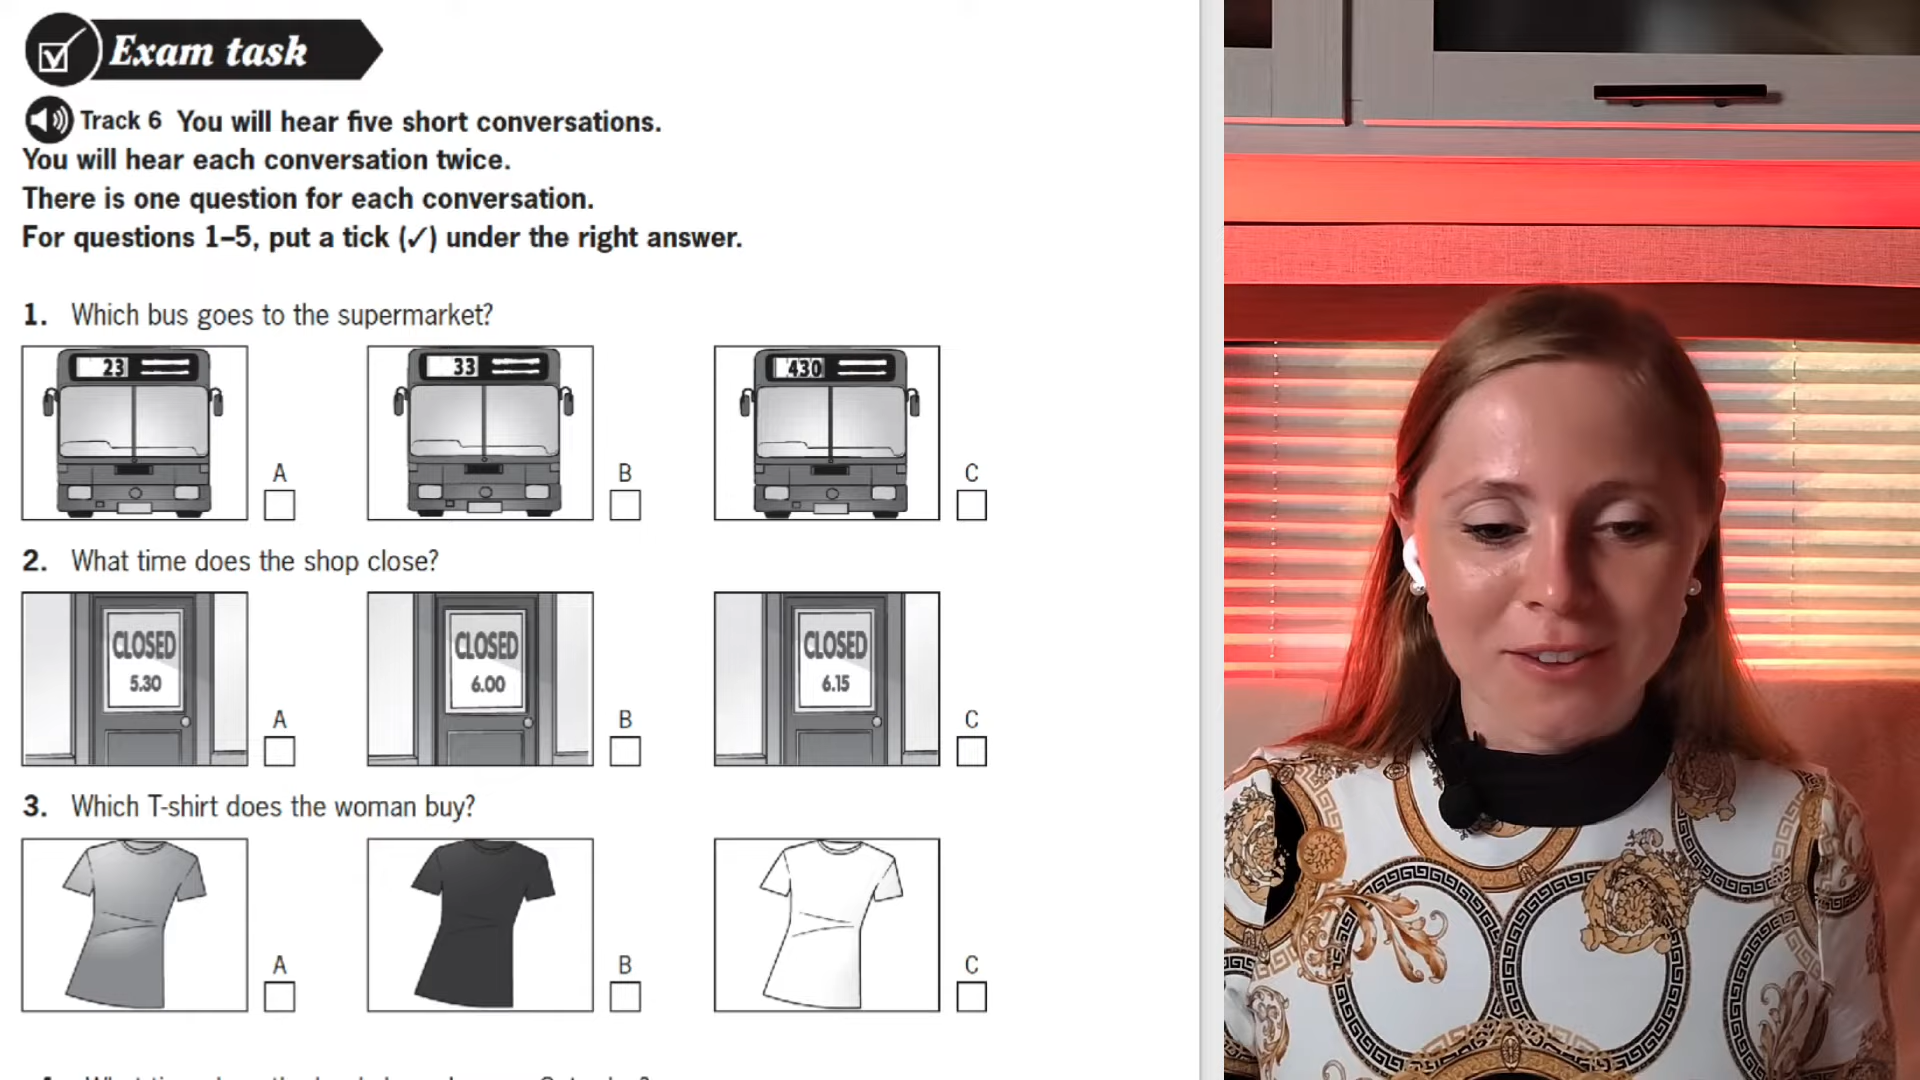 Exam task
Track 6 You will hear five short conversations.
You will hear each conversation twice.
There is one question for each conversation.
For questions 1–5, put a tick (✓) under the right answer.
1. Which bus goes to the supermarket?
23
33
430
A
B
C
2. What time does the shop close?
CLOSED
5.30
CLOSED
6.00
CLOSED
6.15
A
B
C
3. Which T-shirt does the woman buy?
A
B
C